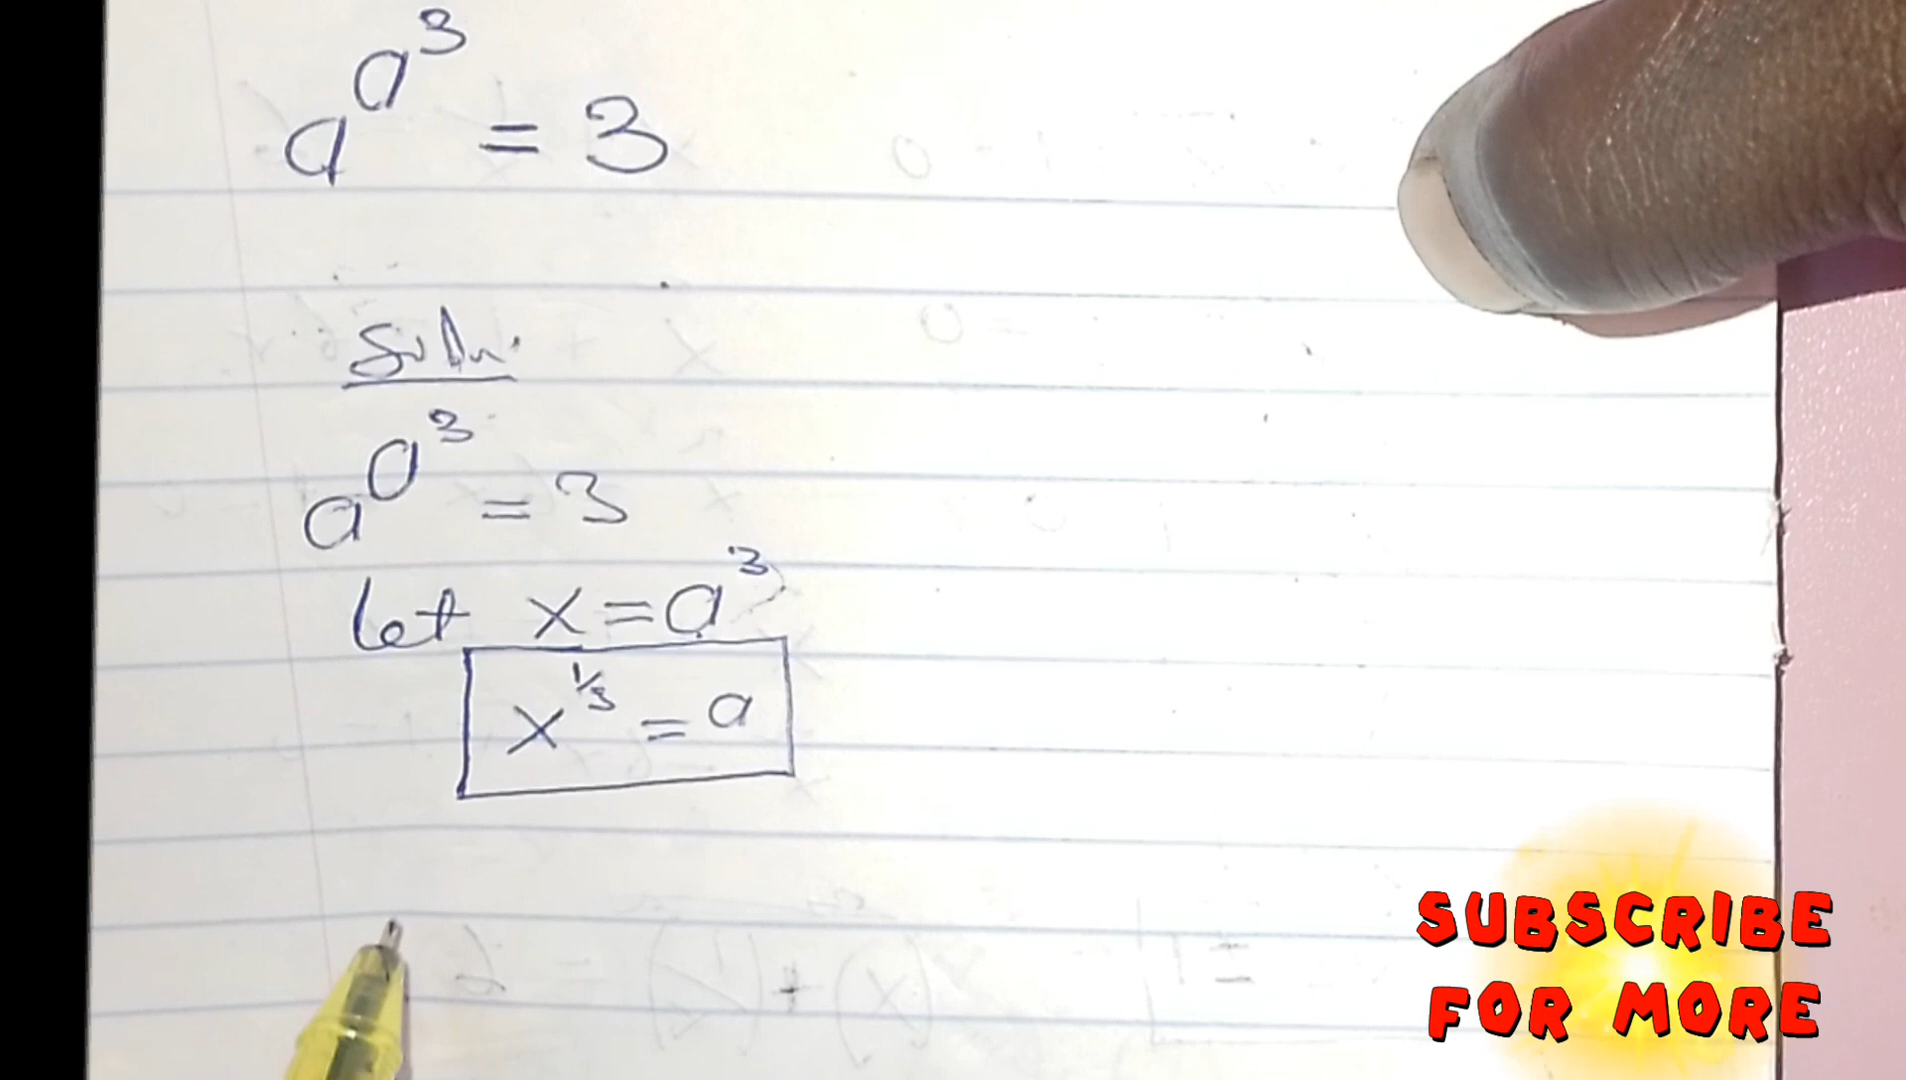 a^a^3 = 3
Soln.
a^a^3 = 3
let x = a^3
x^1/3 = a
SUBSCRIBE
FOR MORE